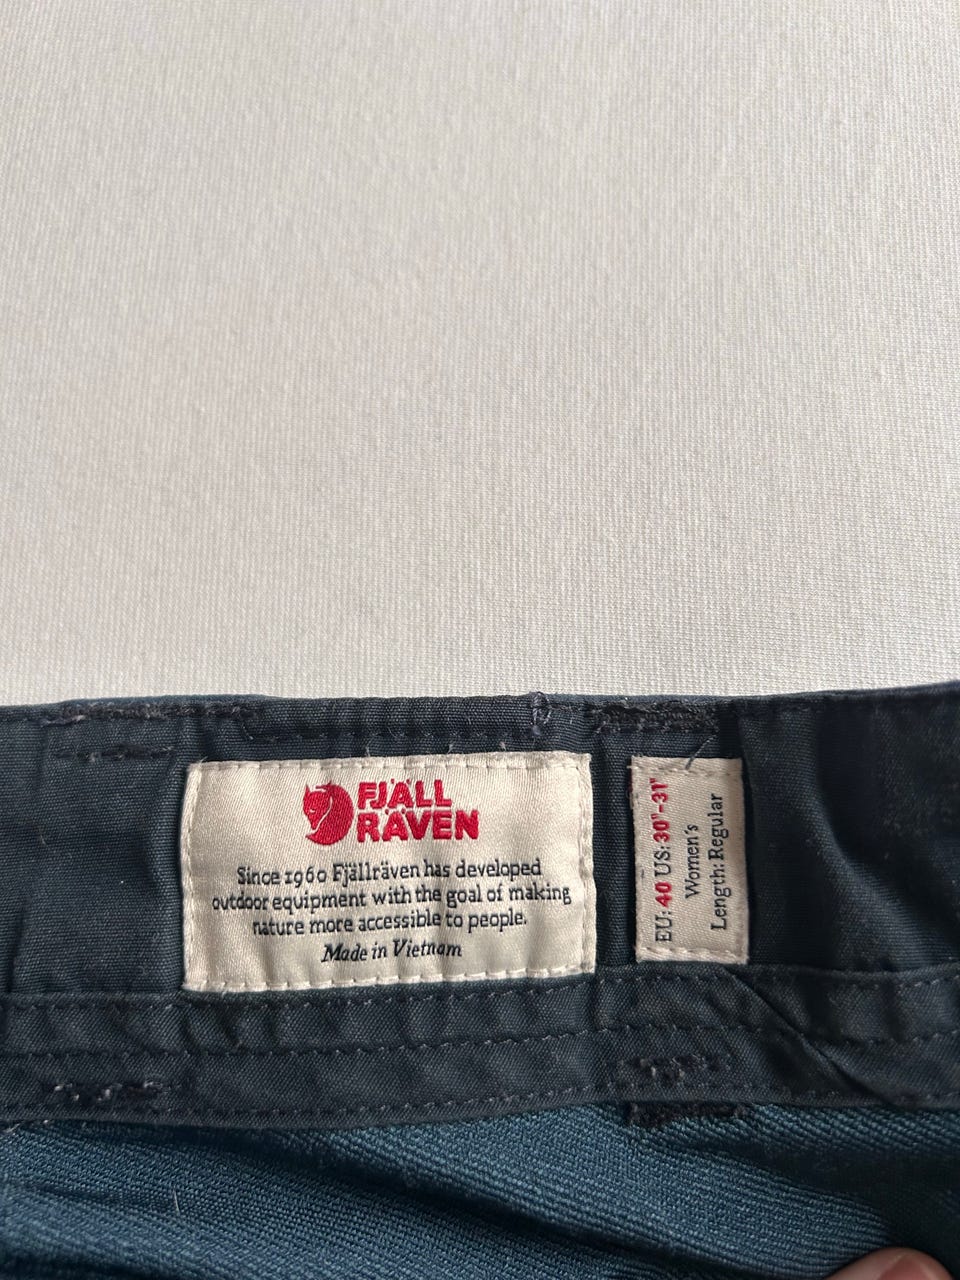 FJÄLL
RÄVEN
Since 1960 Fjällräven has developed
outdoor equipment with the goal of making
nature more accessible to people.
Made in Vietnam
EU: 40 US: 30"-31"
Women's
Length: Regular